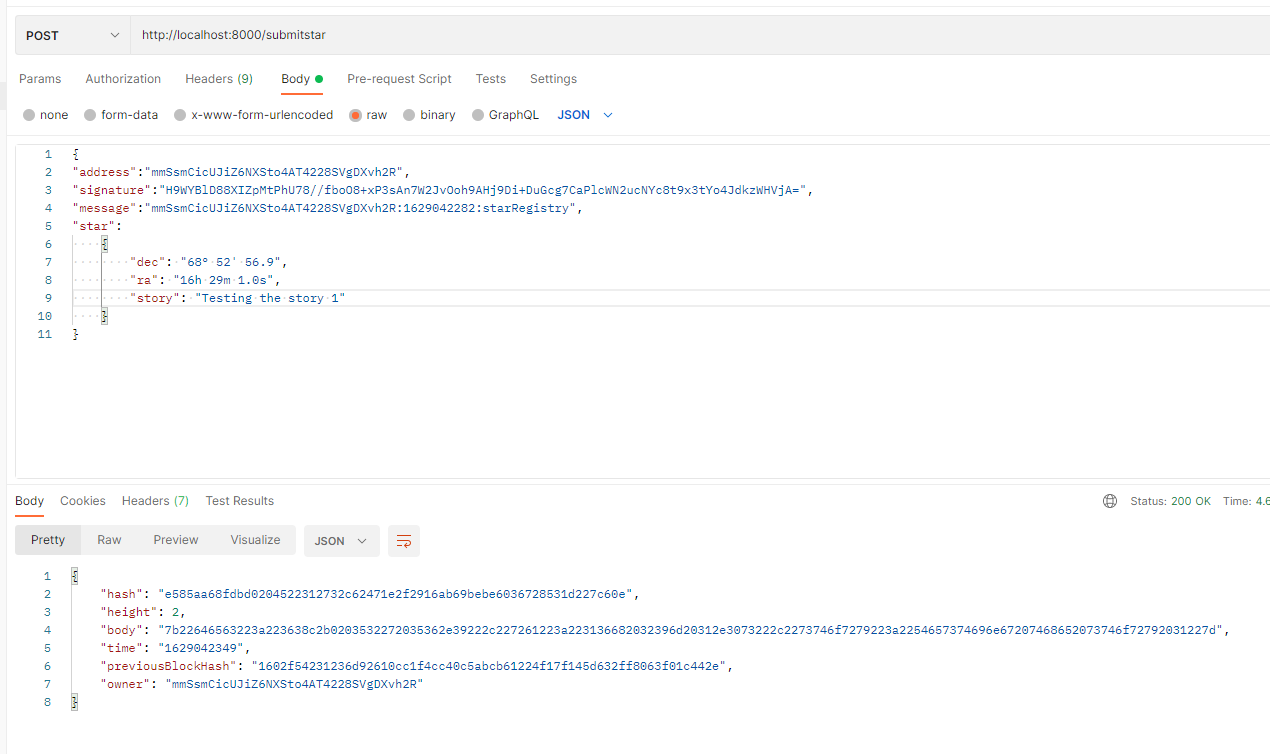 POST http://localhost:8000/submitstar
Params Authorization Headers (9) Body Pre-request Script Tests Settings
none form-data x-www-form-urlencoded raw binary GraphQL JSON
1 {
2 "address":"mmSsmCicUJiZ6NXSto4AT4228SVgDXvh2R",
3 "signature":"H9WYBlD88XIZpMtPhU78//fboO8+xP3sAn7W2JvOoh9AHj9Di+DuGcg7CaPlcWN2ucNYc8t9x3tYo4JdkzWHVjA=",
4 "message":"mmSsmCicUJiZ6NXSto4AT4228SVgDXvh2R:1629042282:starRegistry",
5 "star":
6 {
7 "dec": "68° 52' 56.9",
8 "ra": "16h 29m 1.0s",
9 "story": "Testing the story 1"
10 }
11 }
Body Cookies Headers (7) Test Results Status: 200 OK Time: 4.6
Pretty Raw Preview Visualize JSON
1 {
2 "hash": "e585aa68fdbd0204522312732c62471e2f2916ab69bebe6036728531d227c60e",
3 "height": 2,
4 "body": "7b22646563223a223638c2b0203532272035362e39222c227261223a223136682032396d20312e3073222c2273746f7279223a2254657374696e67207468652073746f72792031227d",
5 "time": "1629042349",
6 "previousBlockHash": "1602f54231236d92610cc1f4cc40c5abcb61224f17f145d632ff8063f01c442e",
7 "owner": "mmSsmCicUJiZ6NXSto4AT4228SVgDXvh2R"
8 }